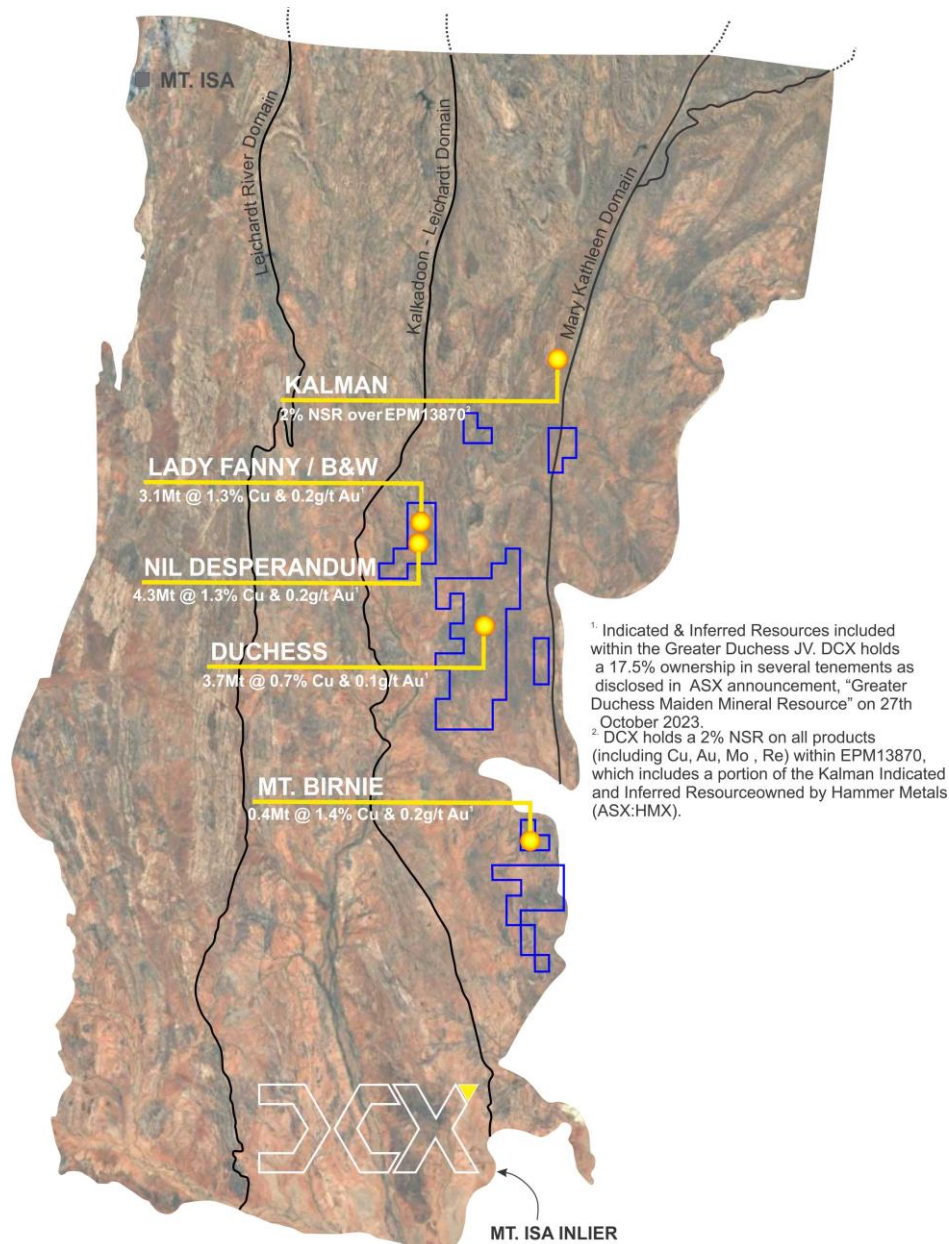 MT. ISA
Leichardt River Domain
Kalkadoon - Leichardt Domain
Mary Kathleen Domain
KALMAN
2% NSR over EPM13870²
LADY FANNY / B&W
3.1Mt @ 1.3% Cu & 0.2g/t Au¹
NIL DESPERANDUM
4.3Mt @ 1.3% Cu & 0.2g/t Au¹
DUCHESS
3.7Mt @ 0.7% Cu & 0.1g/t Au¹
MT. BIRNIE
0.4Mt @ 1.4% Cu & 0.2g/t Au¹
¹. Indicated & Inferred Resources included
within the Greater Duchess JV. DCX holds
a 17.5% ownership in several tenements as
disclosed in ASX announcement, “Greater
Duchess Maiden Mineral Resource” on 27th
October 2023.
². DCX holds a 2% NSR on all products
(including Cu, Au, Mo , Re) within EPM13870,
which includes a portion of the Kalman Indicated
and Inferred Resourceowned by Hammer Metals
(ASX:HMX).
DCX
MT. ISA INLIER